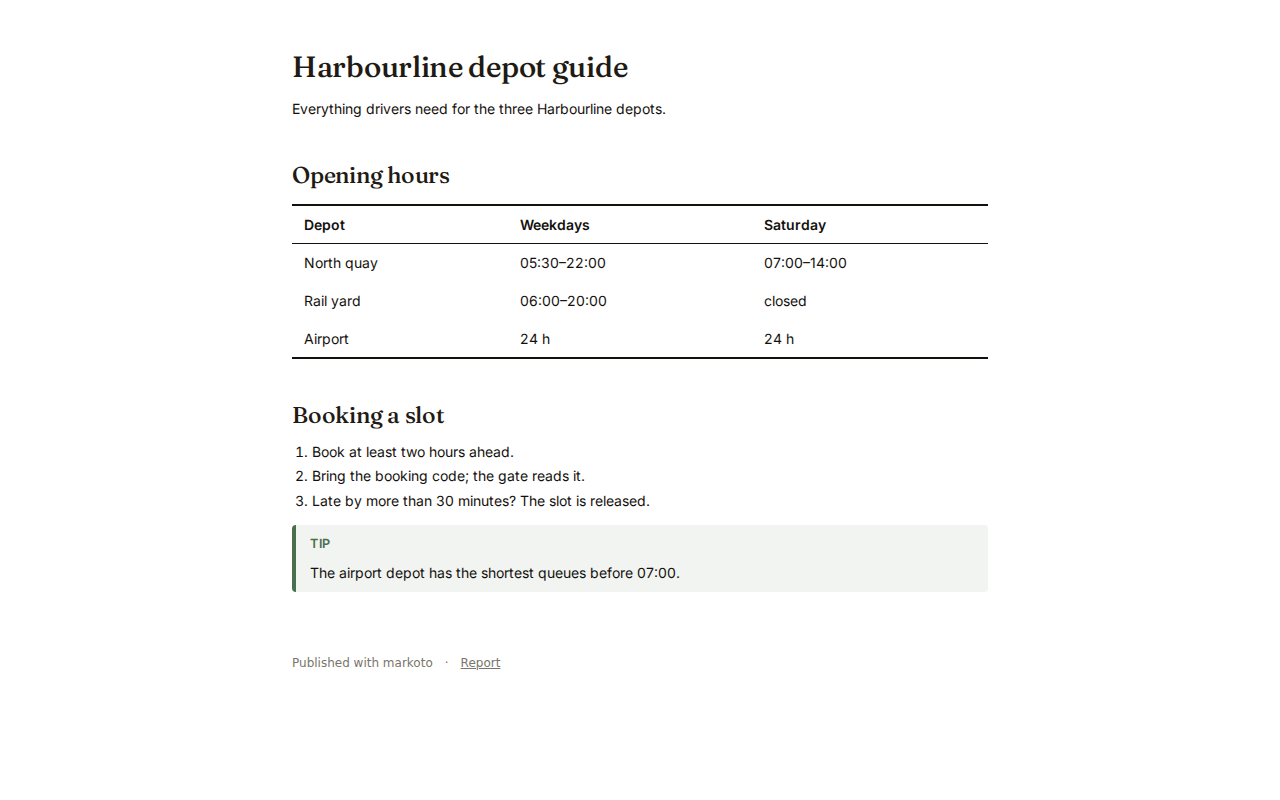 Harbourline depot guide
Everything drivers need for the three Harbourline depots.
Opening hours
Depot Weekdays Saturday
North quay 05:30–22:00 07:00–14:00
Rail yard 06:00–20:00 closed
Airport 24 h 24 h
Booking a slot
1. Book at least two hours ahead.
2. Bring the booking code; the gate reads it.
3. Late by more than 30 minutes? The slot is released.
TIP
The airport depot has the shortest queues before 07:00.
Published with markoto · Report